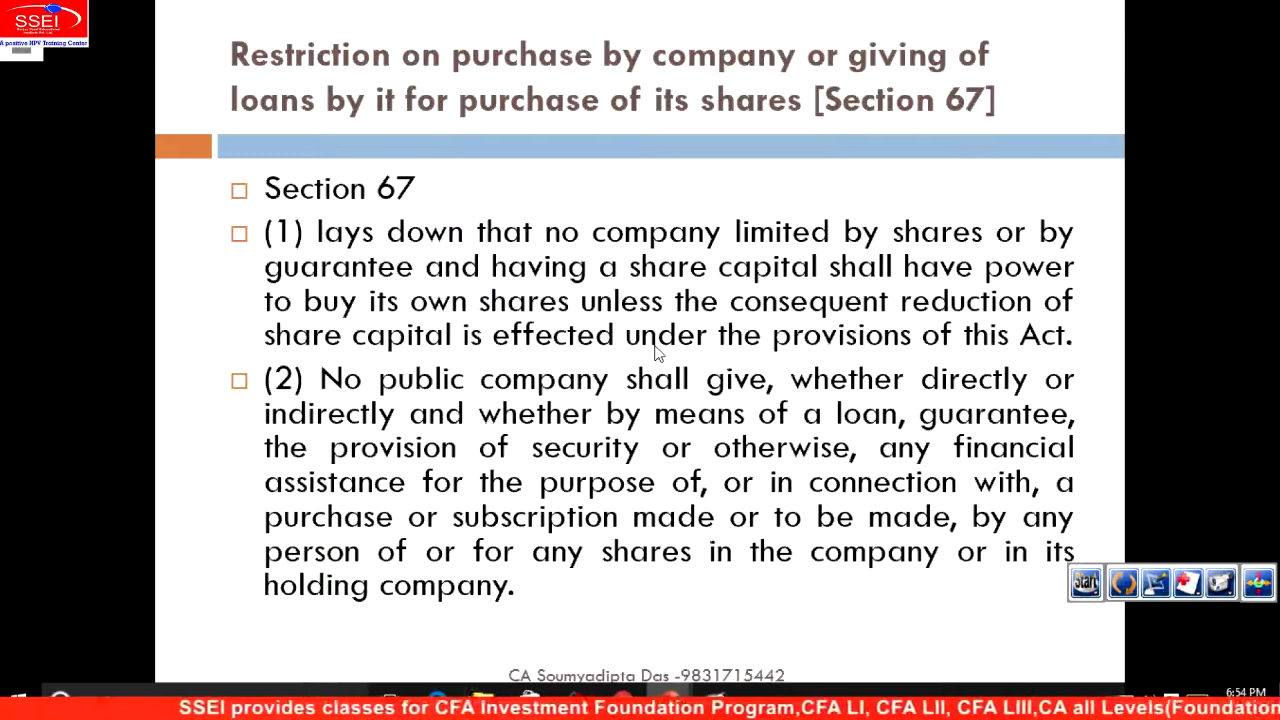 SSEI
A positive NPV Training Center
Restriction on purchase by company or giving of
loans by it for purchase of its shares [Section 67]
Section 67
(1) lays down that no company limited by shares or by
guarantee and having a share capital shall have power
to buy its own shares unless the consequent reduction of
share capital is effected under the provisions of this Act.
(2) No public company shall give, whether directly or
indirectly and whether by means of a loan, guarantee,
the provision of security or otherwise, any financial
assistance for the purpose of, or in connection with, a
purchase or subscription made or to be made, by any
person of or for any shares in the company or in its
holding company.
Start
CA Soumyadipta Das -9831715442
6:54 PM
SSEI provides classes for CFA Investment Foundation Program,CFA LI, CFA LII, CFA LIII,CA all Levels(Foundation